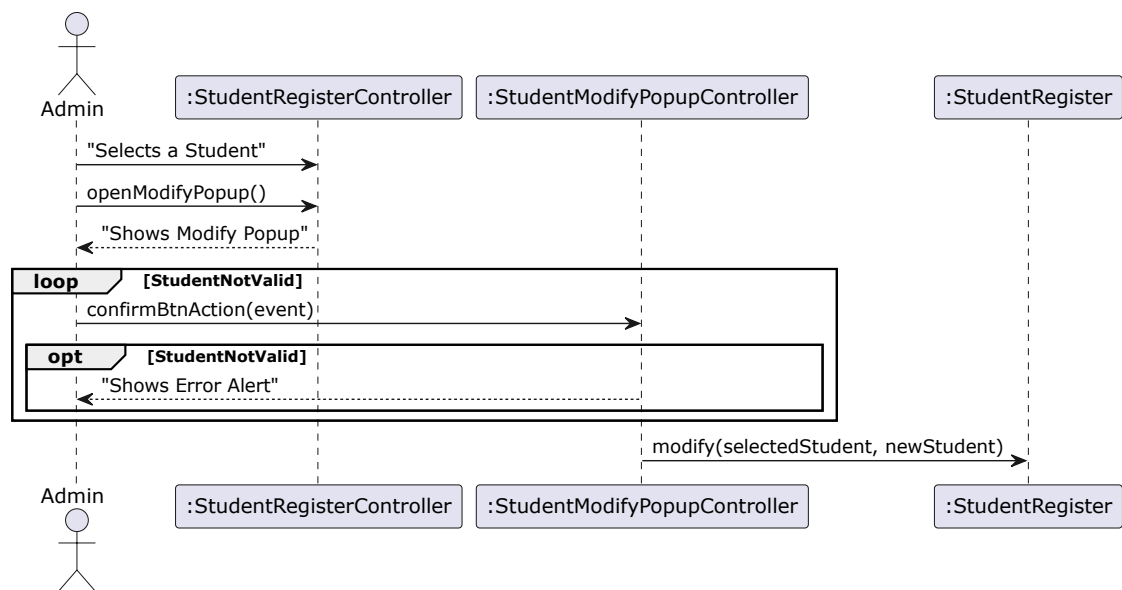 Admin
:StudentRegisterController
:StudentModifyPopupController
:StudentRegister
"Selects a Student"
openModifyPopup()
"Shows Modify Popup"
loop [StudentNotValid]
confirmBtnAction(event)
opt [StudentNotValid]
"Shows Error Alert"
modify(selectedStudent, newStudent)
Admin
:StudentRegisterController
:StudentModifyPopupController
:StudentRegister